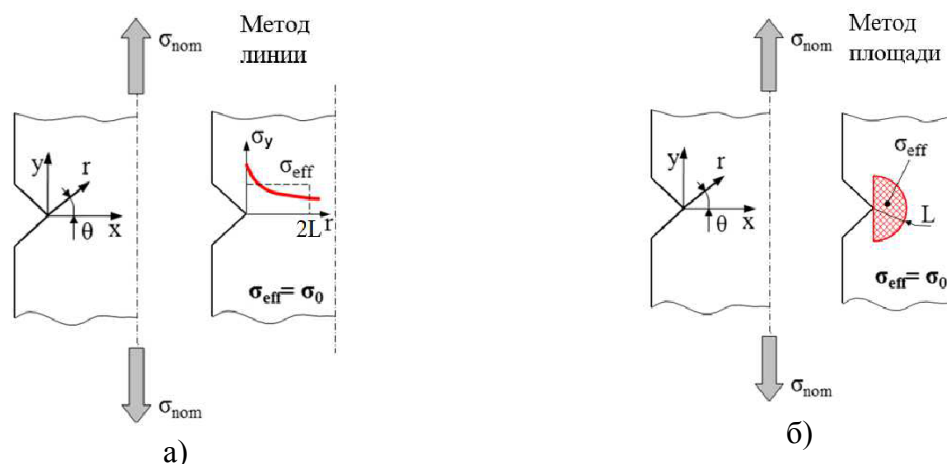 σnom
Метод
линии
y
r
θ
x
σy
σeff
r
2L
σeff= σ0
σnom
а)
σnom
Метод
площади
y
r
θ
x
σeff
L
σeff= σ0
σnom
б)